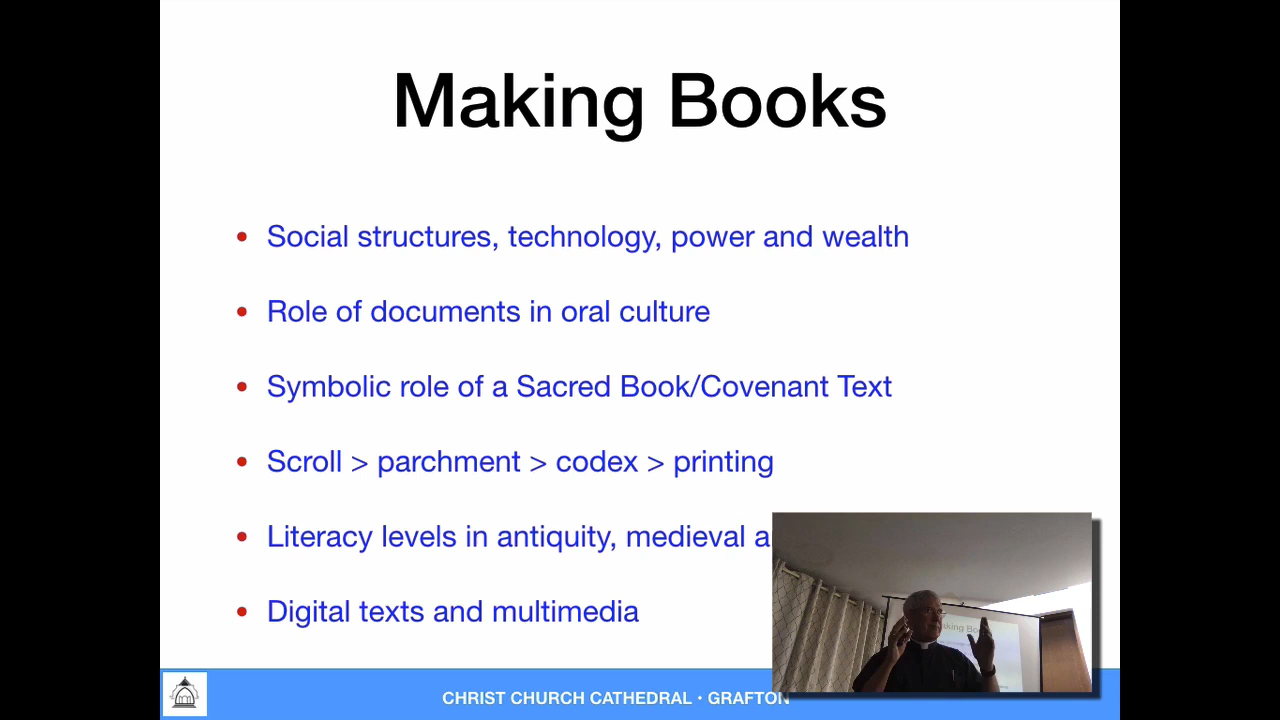 Making Books
• Social structures, technology, power and wealth
• Role of documents in oral culture
• Symbolic role of a Sacred Book/Covenant Text
• Scroll > parchment > codex > printing
• Literacy levels in antiquity, medieval a
• Digital texts and multimedia
CHRIST CHURCH CATHEDRAL • GRAFTON